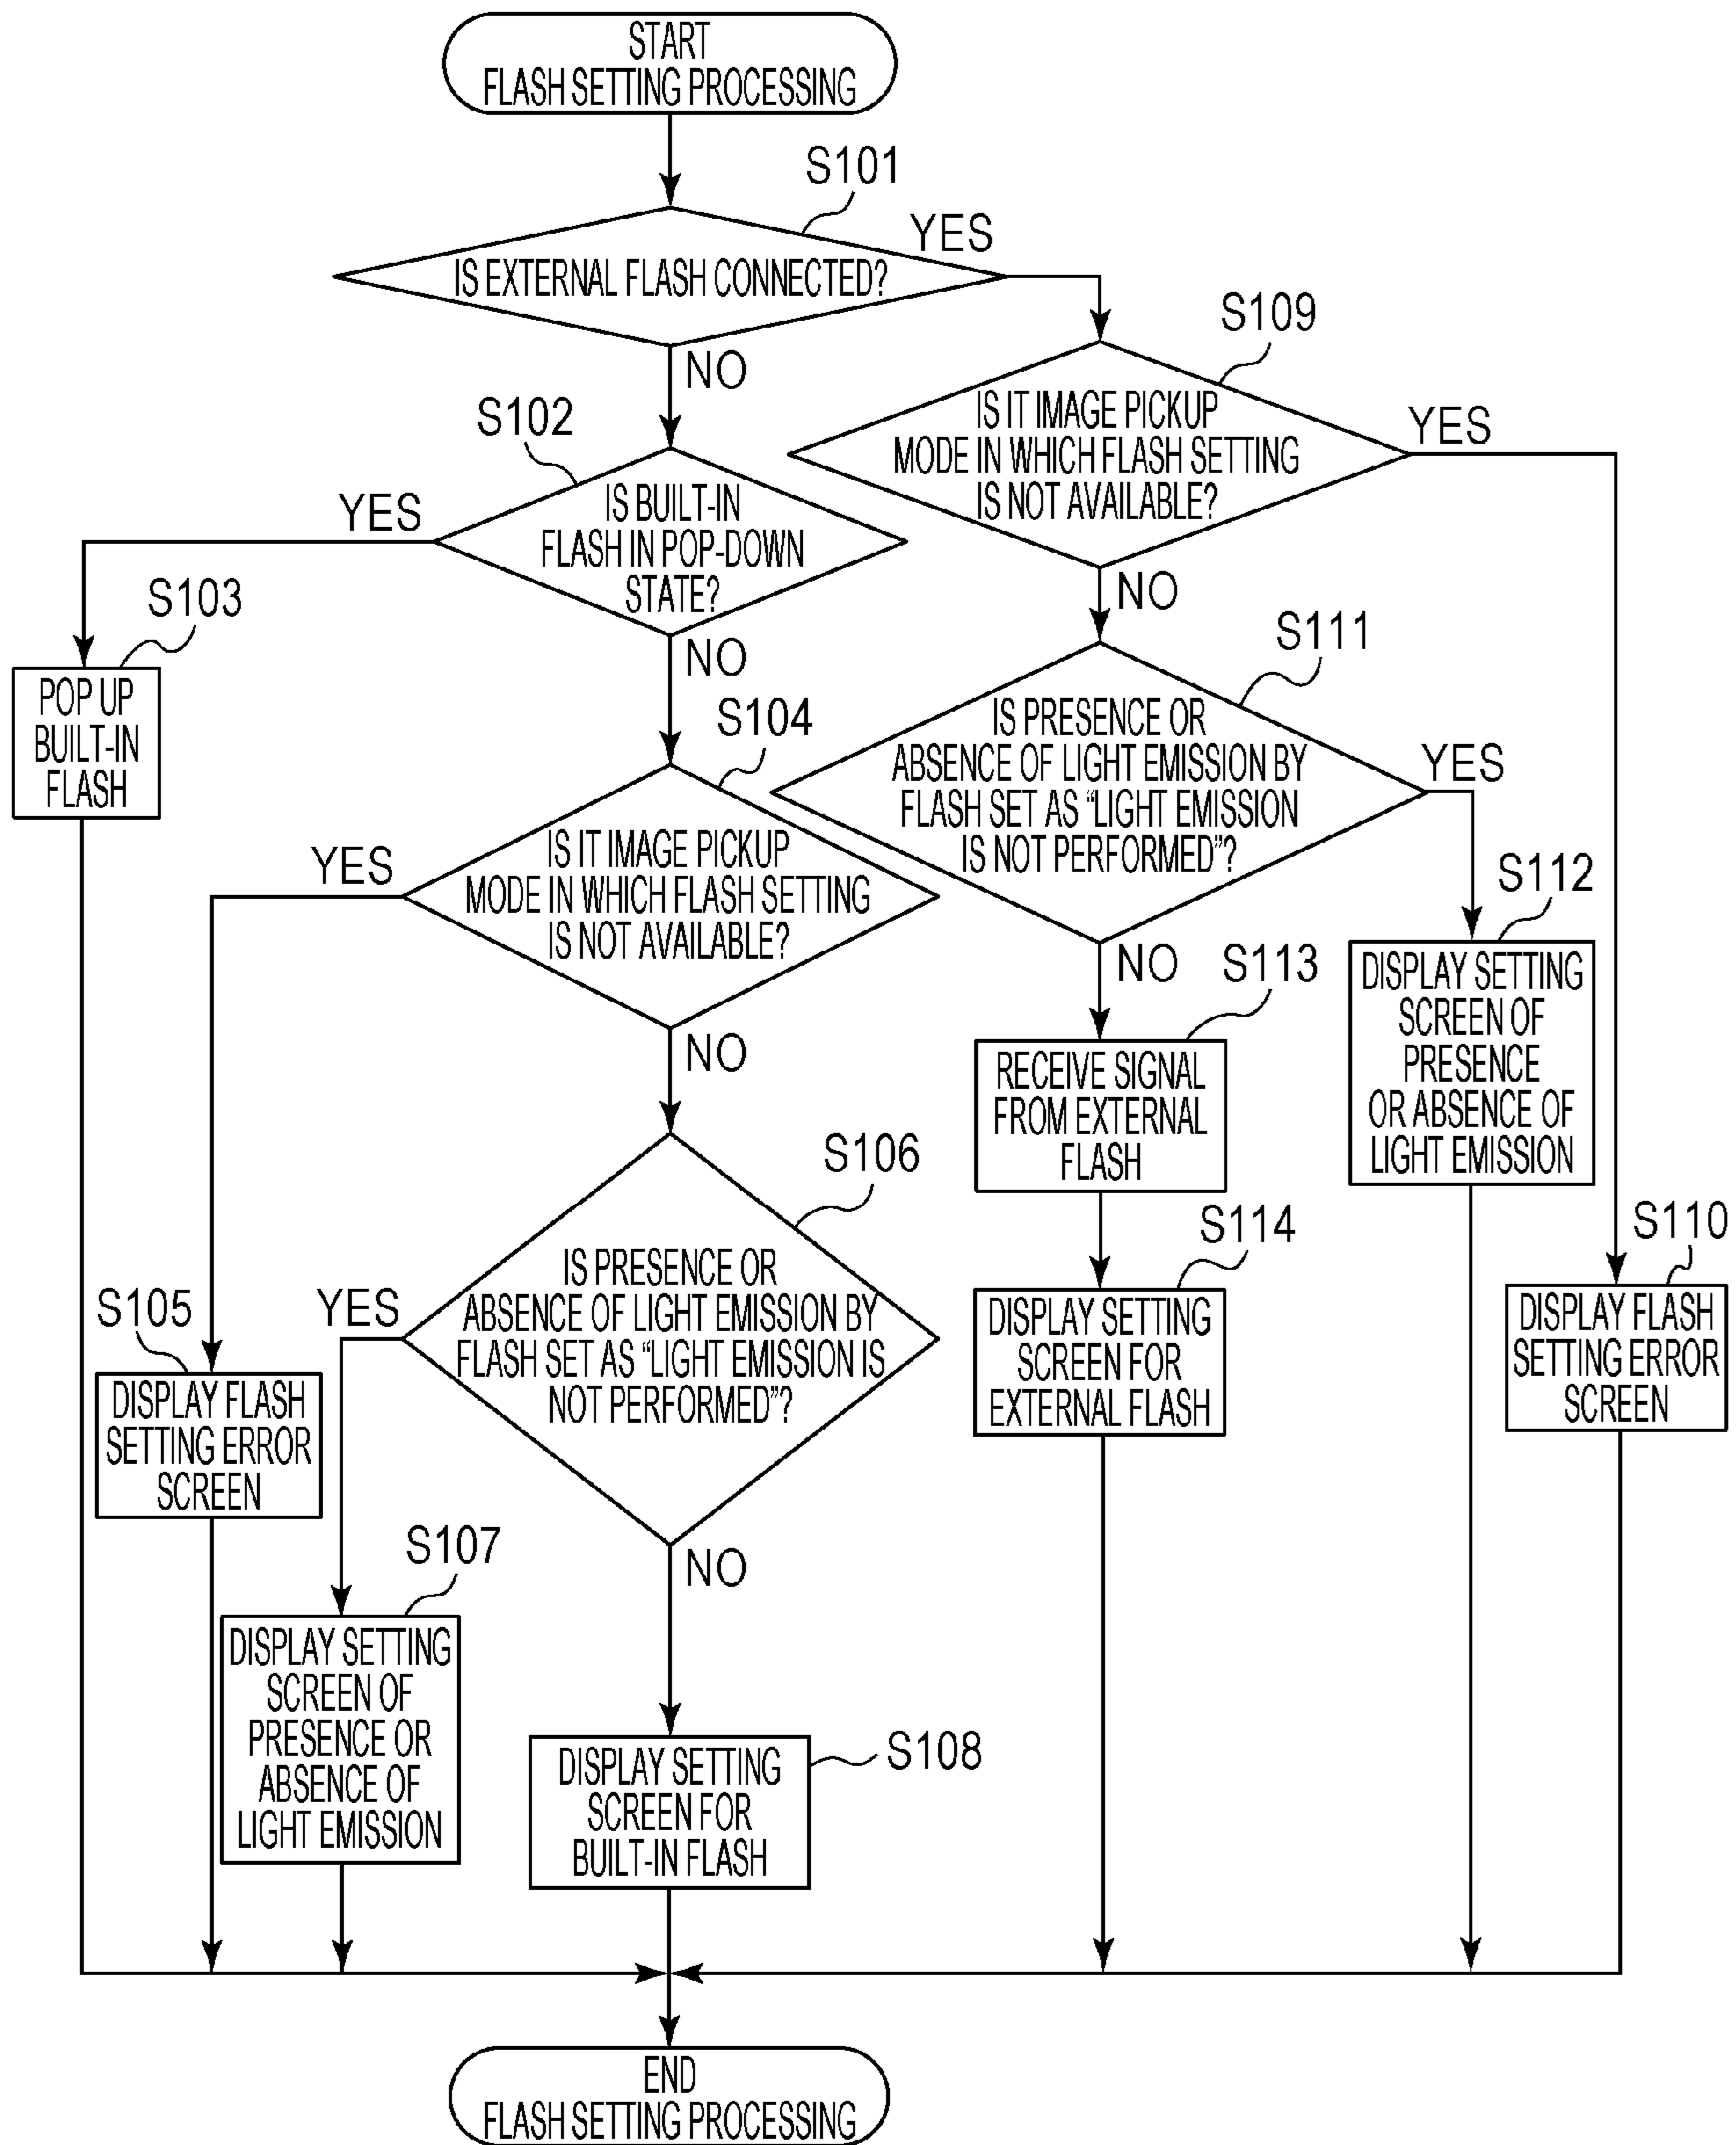 START
FLASH SETTING PROCESSING
S101
YES
IS EXTERNAL FLASH CONNECTED?
NO
S109
IS IT IMAGE PICKUP
MODE IN WHICH FLASH SETTING
IS NOT AVAILABLE?
YES
NO
S102
YES
IS BUILT-IN
FLASH IN POP-DOWN
STATE?
NO
S103
POP UP
BUILT-IN
FLASH
S111
IS PRESENCE OR
ABSENCE OF LIGHT EMISSION BY
FLASH SET AS “LIGHT EMISSION
IS NOT PERFORMED”?
YES
NO
S104
YES
IS IT IMAGE PICKUP
MODE IN WHICH FLASH SETTING
IS NOT AVAILABLE?
NO
S112
DISPLAY SETTING
SCREEN OF
PRESENCE
OR ABSENCE OF
LIGHT EMISSION
S113
RECEIVE SIGNAL
FROM EXTERNAL
FLASH
S106
YES
IS PRESENCE OR
ABSENCE OF LIGHT EMISSION BY
FLASH SET AS “LIGHT EMISSION IS
NOT PERFORMED”?
NO
S114
DISPLAY SETTING
SCREEN FOR
EXTERNAL FLASH
S110
DISPLAY FLASH
SETTING ERROR
SCREEN
S105
DISPLAY FLASH
SETTING ERROR
SCREEN
S107
DISPLAY SETTING
SCREEN OF
PRESENCE OR
ABSENCE OF
LIGHT EMISSION
S108
DISPLAY SETTING
SCREEN FOR
BUILT-IN FLASH
END
FLASH SETTING PROCESSING